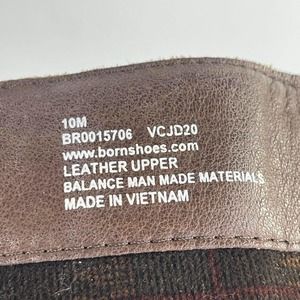 10M
BR0015706 VCJD20
www.bornshoes.com
LEATHER UPPER
BALANCE MAN MADE MATERIALS
MADE IN VIETNAM